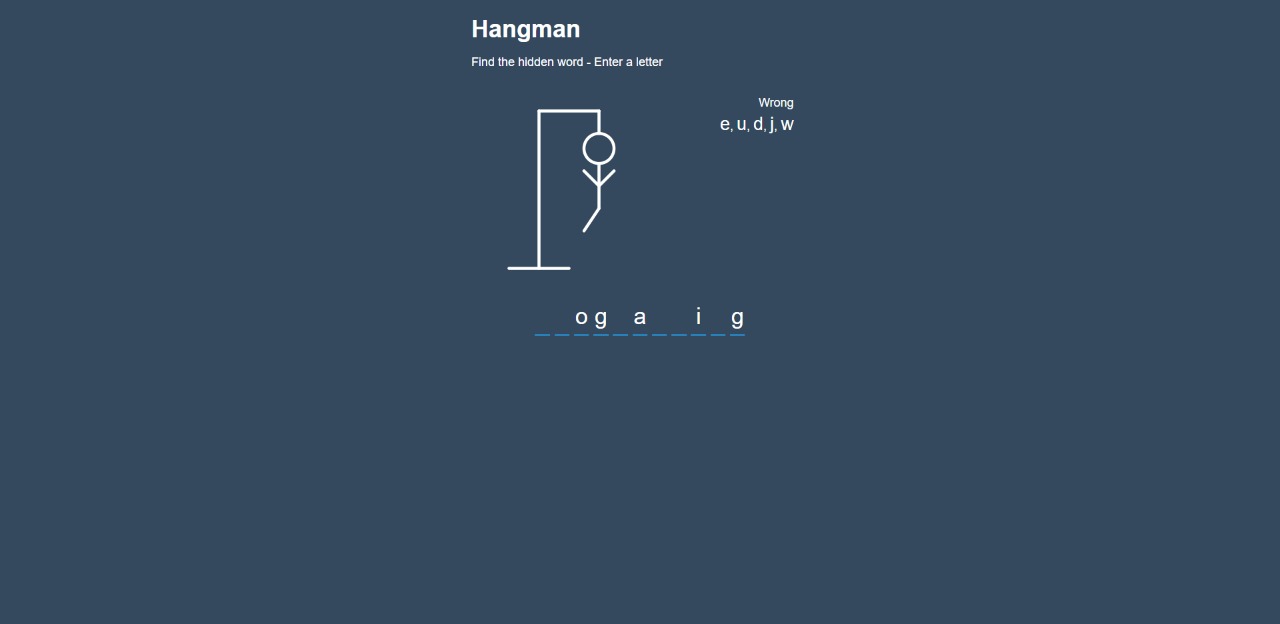 Hangman
Find the hidden word - Enter a letter
Wrong
e, u, d, j, w
_ _ o g _ a _ _ i _ g